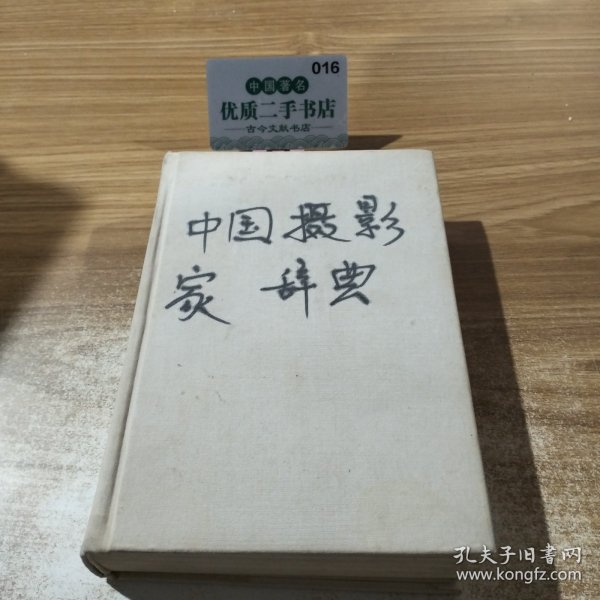 016
中国著名
优质二手书店
古今文献书店
中国摄影
家 辞典
孔夫子旧书网
www.kongfz.com